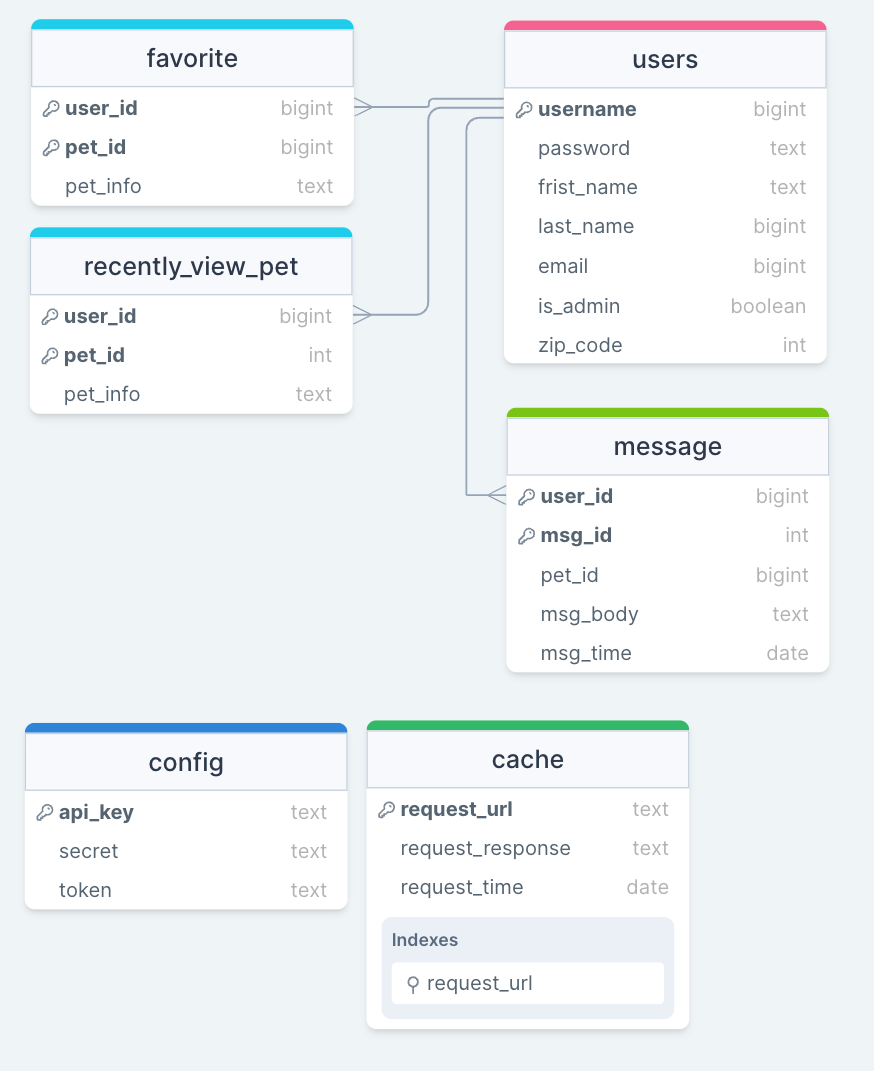 favorite
user_id bigint
pet_id bigint
pet_info text
users
username bigint
password text
frist_name text
last_name bigint
email bigint
is_admin boolean
zip_code int
recently_view_pet
user_id bigint
pet_id int
pet_info text
message
user_id bigint
msg_id int
pet_id bigint
msg_body text
msg_time date
config
api_key text
secret text
token text
cache
request_url text
request_response text
request_time date
Indexes
request_url